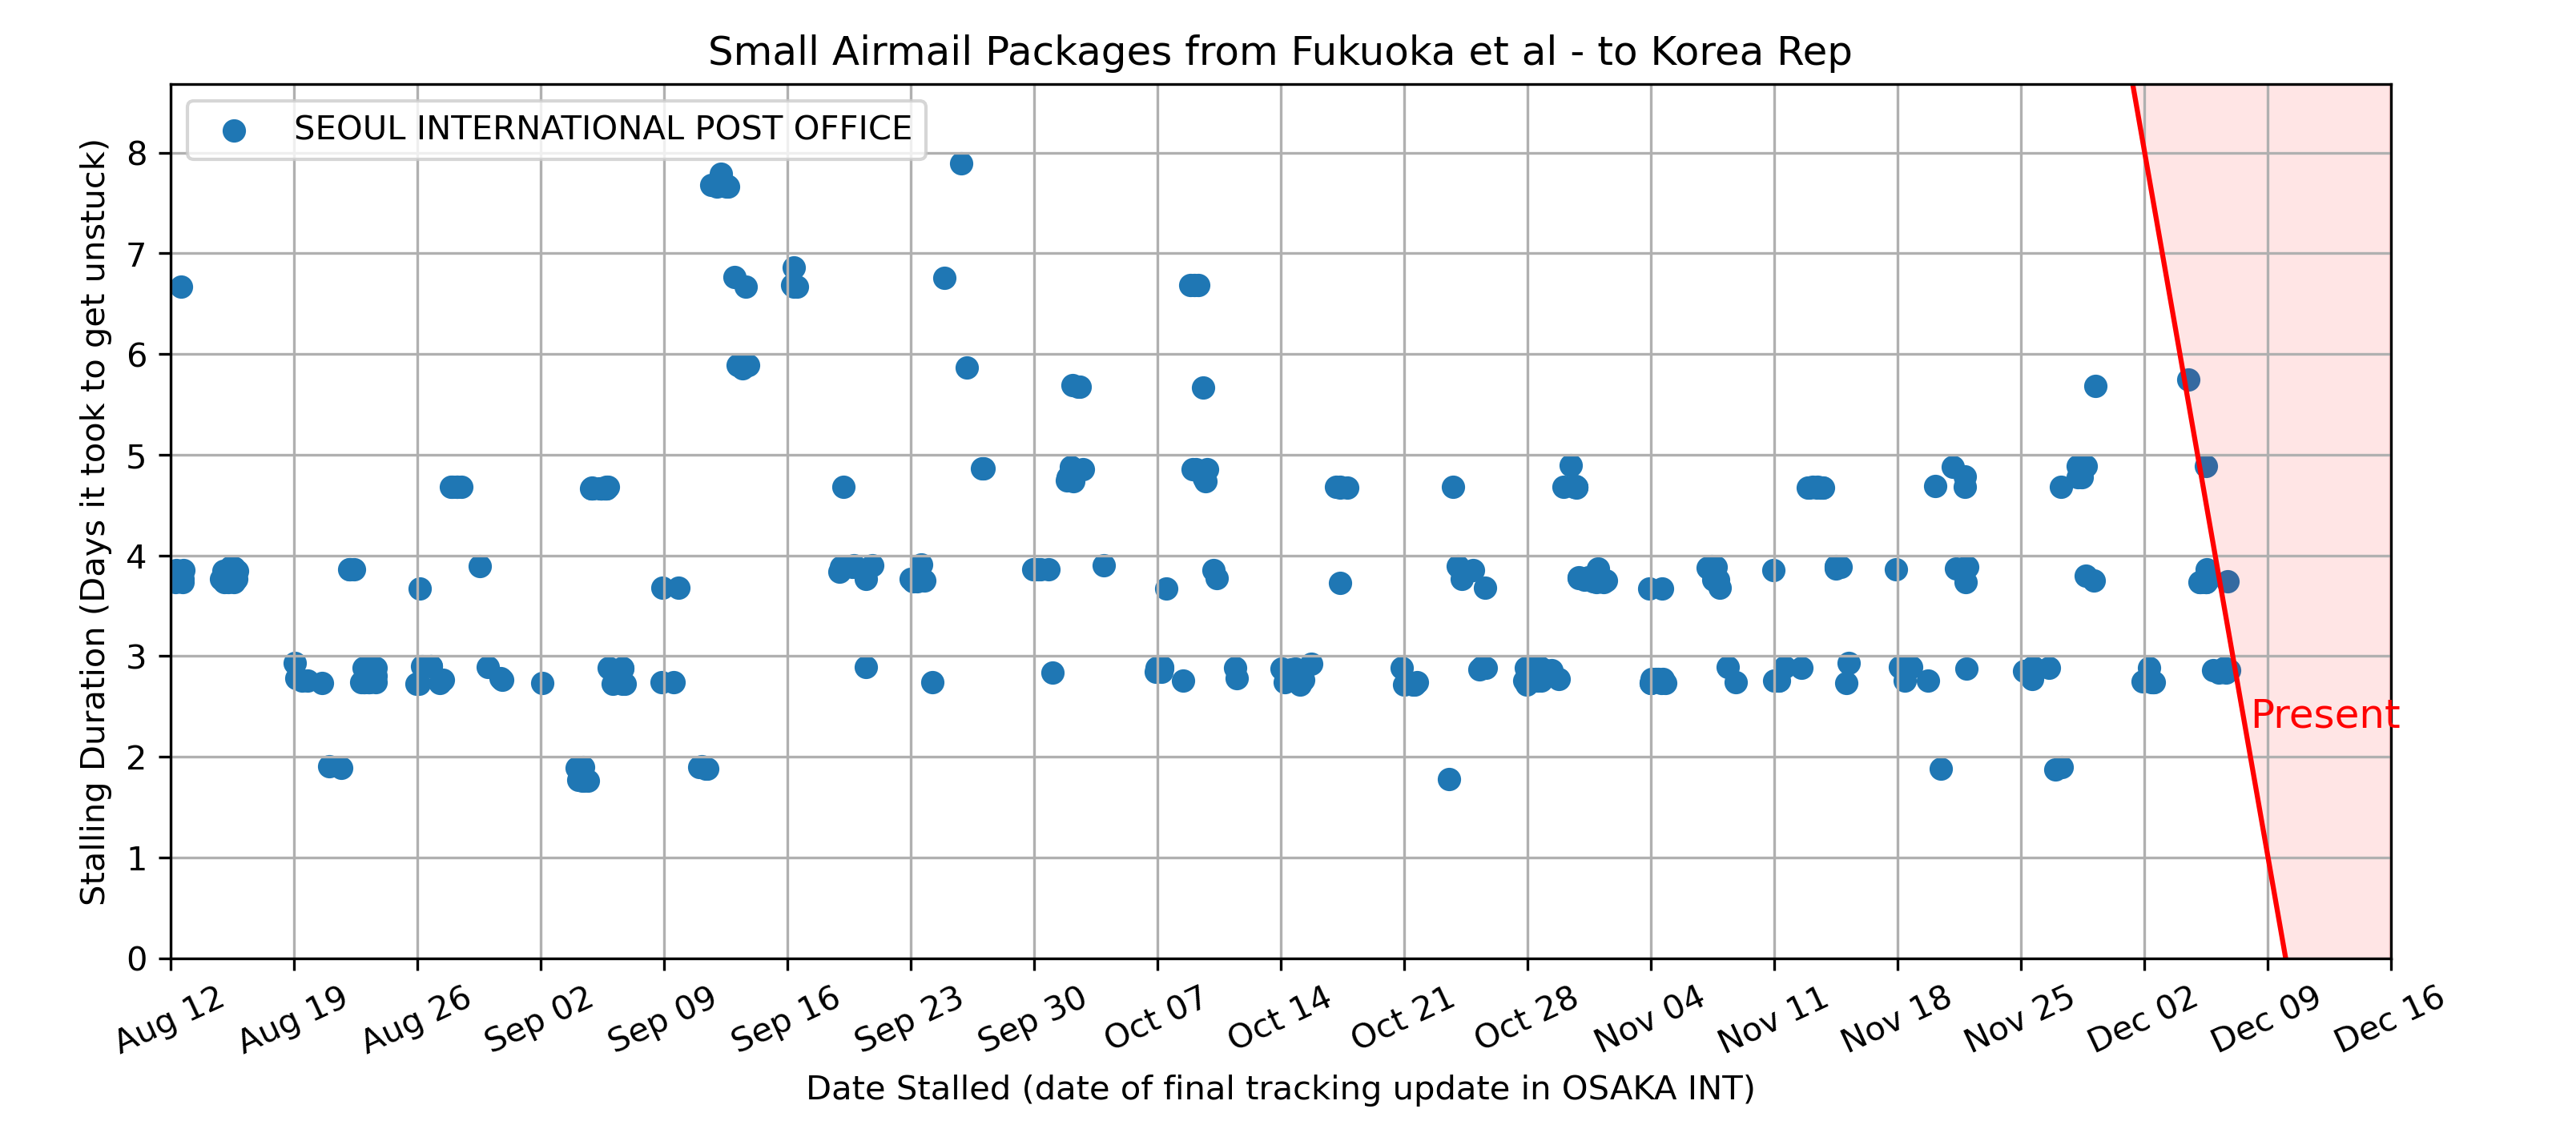 Small Airmail Packages from Fukuoka et al - to Korea Rep
SEOUL INTERNATIONAL POST OFFICE
Stalling Duration (Days it took to get unstuck)
8
7
6
5
4
3
2
1
0
Present
Aug 12
Aug 19
Aug 26
Sep 02
Sep 09
Sep 16
Sep 23
Sep 30
Oct 07
Oct 14
Oct 21
Oct 28
Nov 04
Nov 11
Nov 18
Nov 25
Dec 02
Dec 09
Dec 16
Date Stalled (date of final tracking update in OSAKA INT)